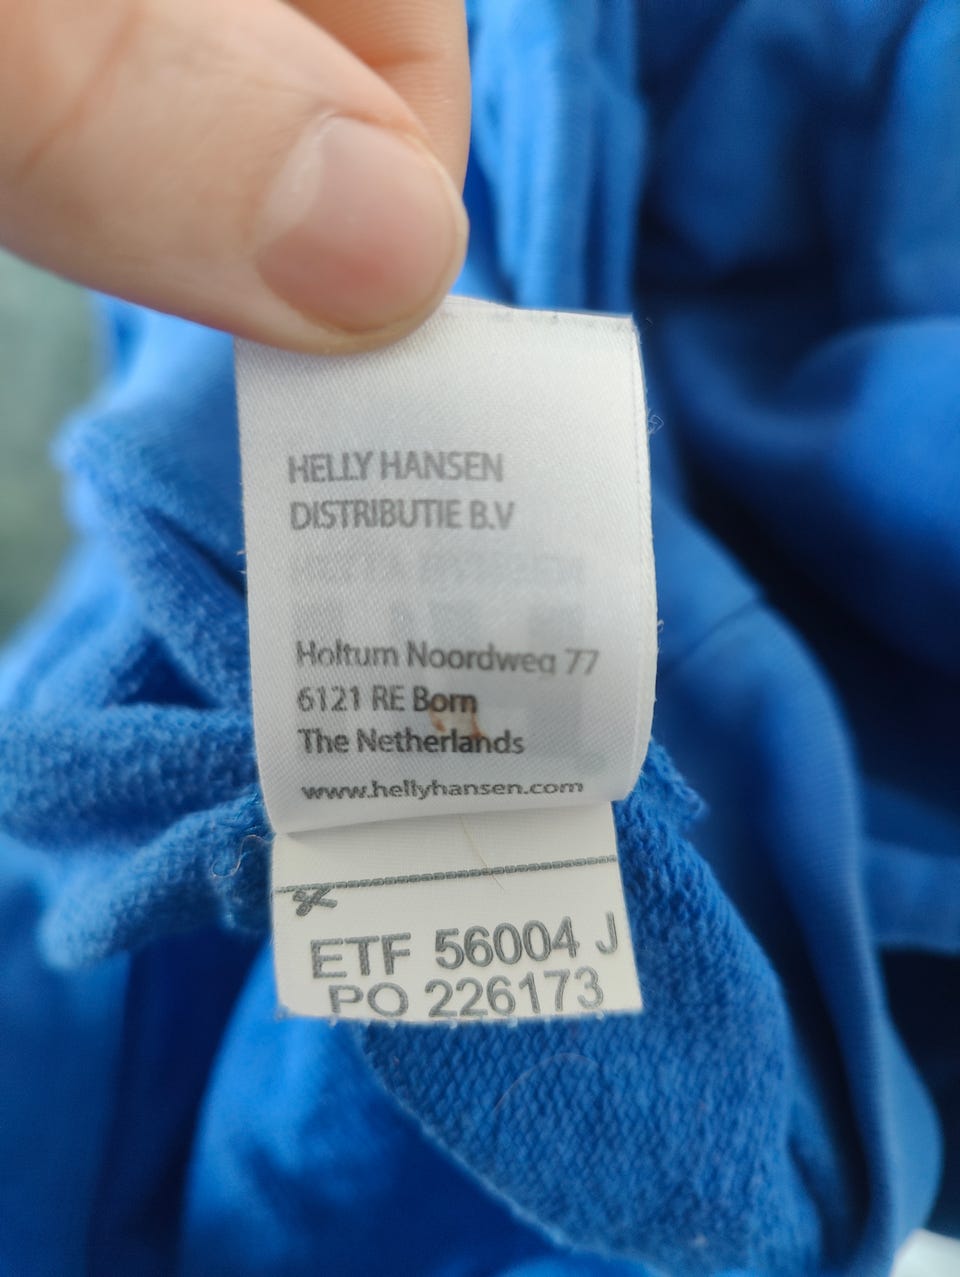 HELLY HANSEN
DISTRIBUTIE B.V
Holtum Noordweg 77
6121 RE Born
The Netherlands
www.hellyhansen.com
ETF 56004 J
PO 226173